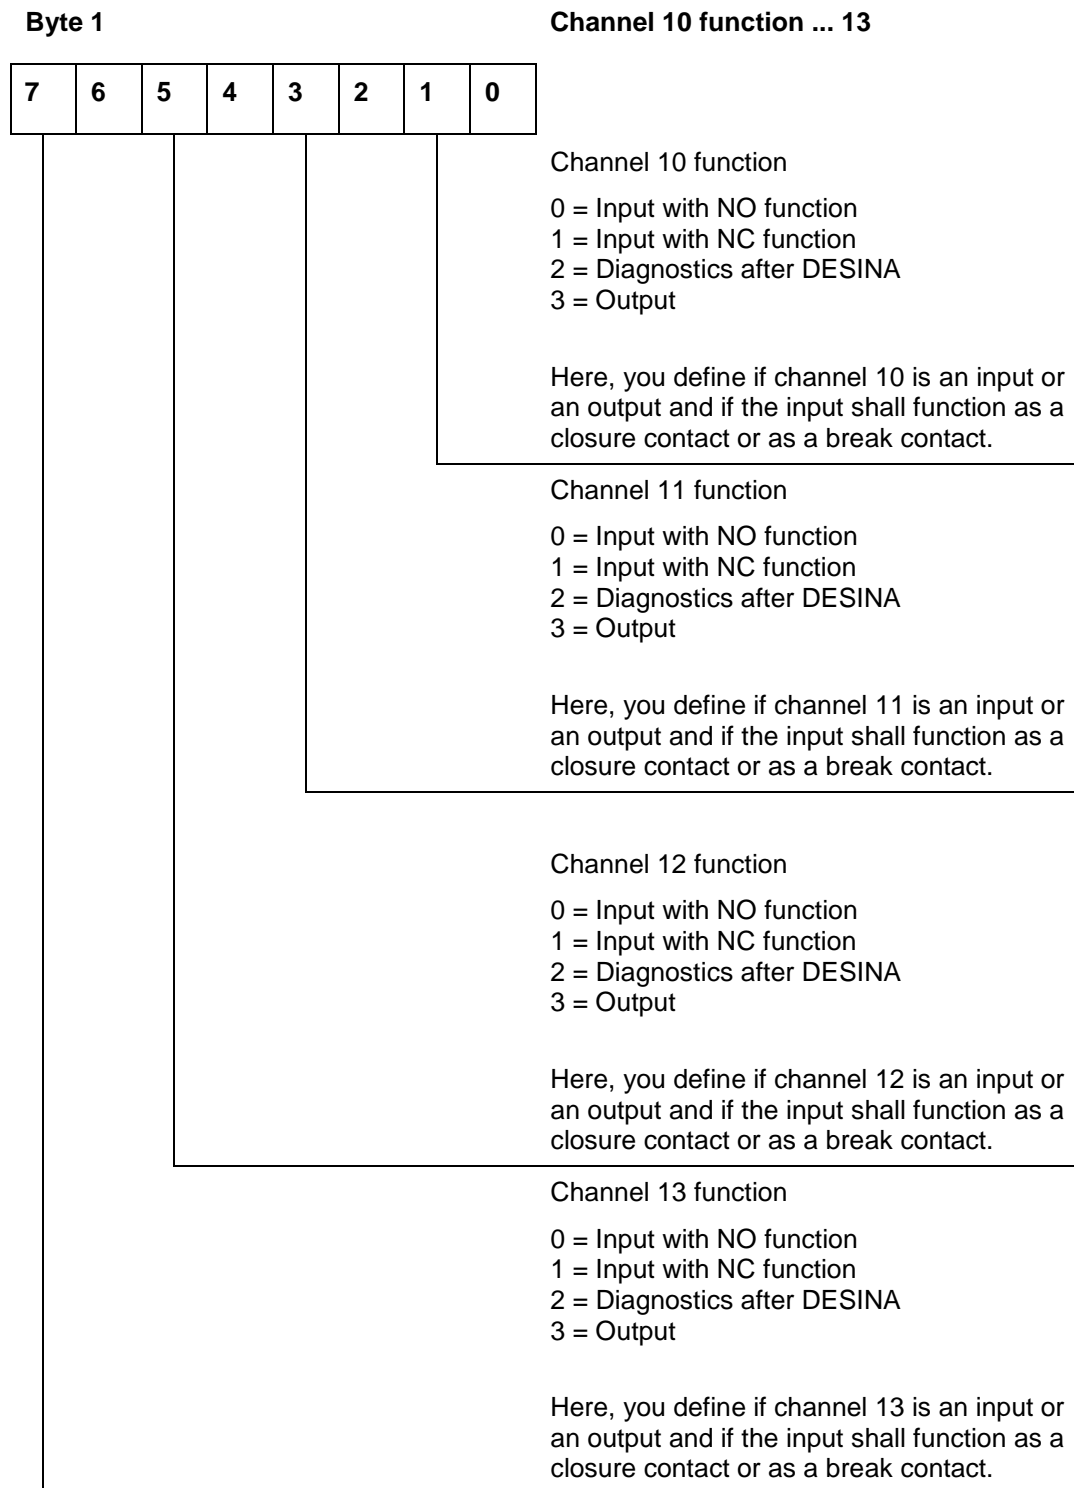 Byte 1 Channel 10 function ... 13
7 6 5 4 3 2 1 0
Channel 10 function
0 = Input with NO function
1 = Input with NC function
2 = Diagnostics after DESINA
3 = Output
Here, you define if channel 10 is an input or
an output and if the input shall function as a
closure contact or as a break contact.
Channel 11 function
0 = Input with NO function
1 = Input with NC function
2 = Diagnostics after DESINA
3 = Output
Here, you define if channel 11 is an input or
an output and if the input shall function as a
closure contact or as a break contact.
Channel 12 function
0 = Input with NO function
1 = Input with NC function
2 = Diagnostics after DESINA
3 = Output
Here, you define if channel 12 is an input or
an output and if the input shall function as a
closure contact or as a break contact.
Channel 13 function
0 = Input with NO function
1 = Input with NC function
2 = Diagnostics after DESINA
3 = Output
Here, you define if channel 13 is an input or
an output and if the input shall function as a
closure contact or as a break contact.